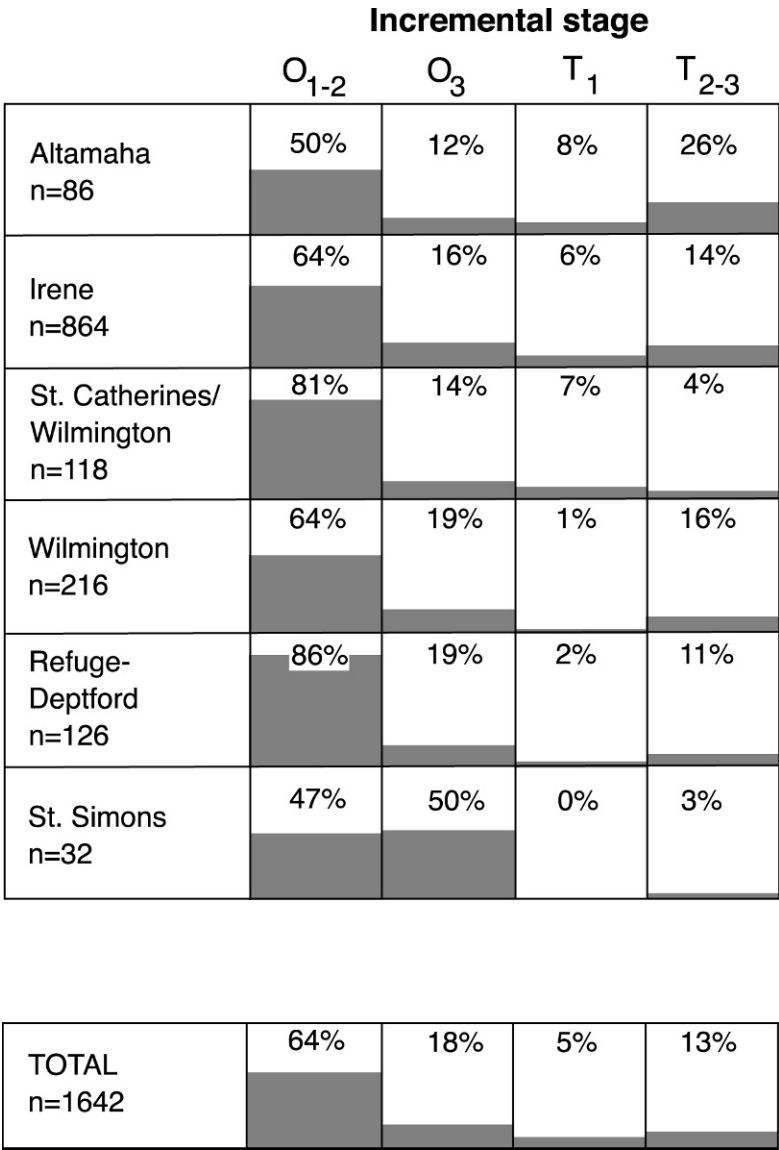 Incremental stage
O1-2 O3 T1 T2-3
Altamaha
n=86
50% 12% 8% 26%
Irene
n=864
64% 16% 6% 14%
St. Catherines/
Wilmington
n=118
81% 14% 7% 4%
Wilmington
n=216
64% 19% 1% 16%
Refuge-
Deptford
n=126
86% 19% 2% 11%
St. Simons
n=32
47% 50% 0% 3%
TOTAL
n=1642
64% 18% 5% 13%